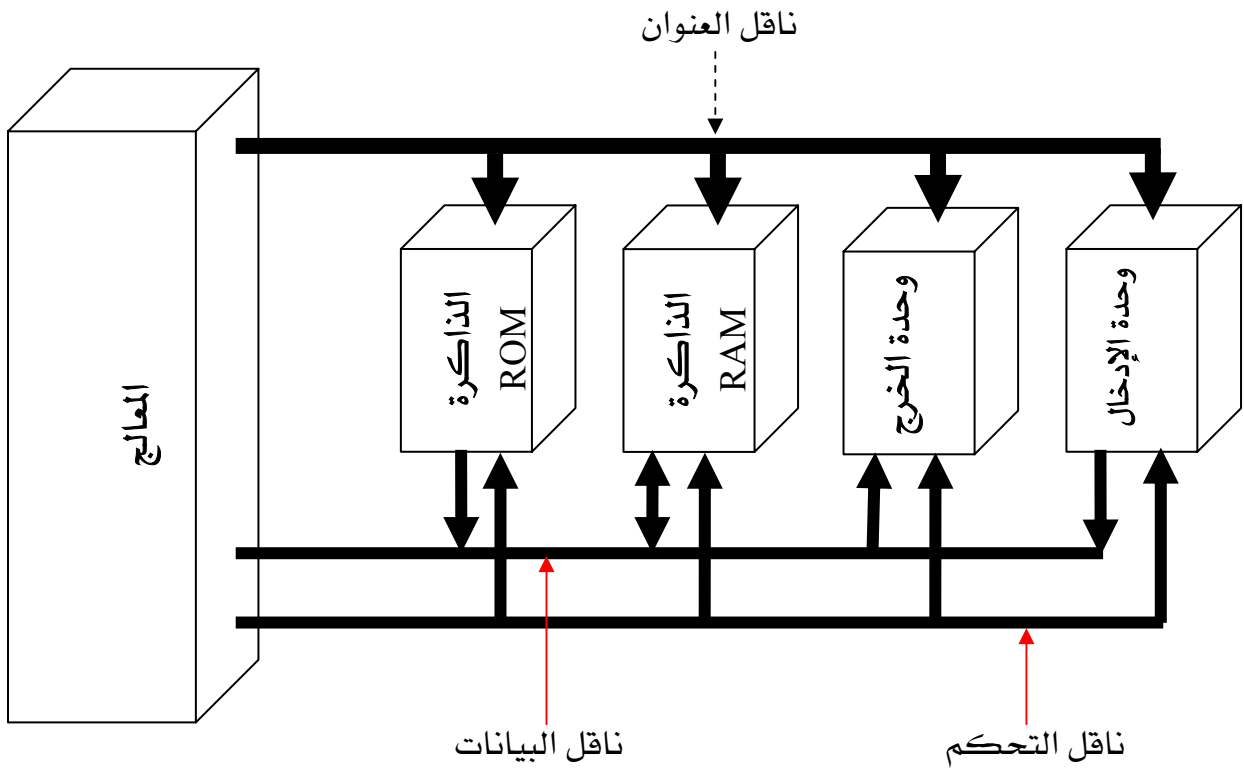 ناقل العنوان
المعالج
الذاكرة
ROM
الذاكرة
RAM
وحدة الخرج
وحدة الإدخال
ناقل البيانات
ناقل التحكم